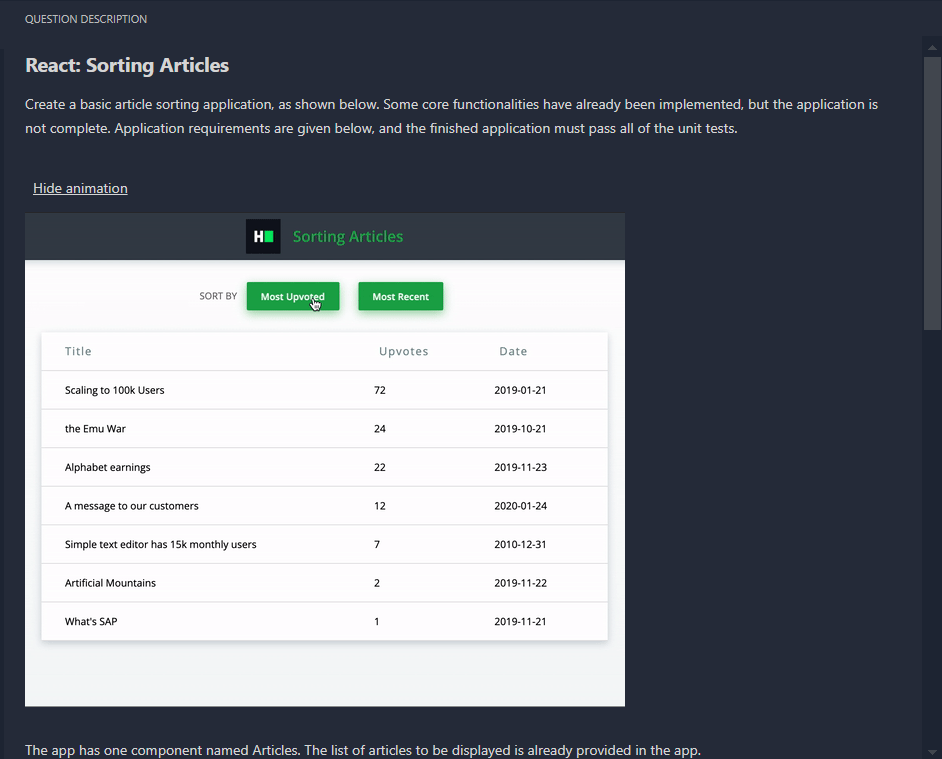 QUESTION DESCRIPTION
React: Sorting Articles
Create a basic article sorting application, as shown below. Some core functionalities have already been implemented, but the application is
not complete. Application requirements are given below, and the finished application must pass all of the unit tests.
Hide animation
H Sorting Articles
SORT BY Most Upvoted Most Recent
Title Upvotes Date
Scaling to 100k Users 72 2019-01-21
the Emu War 24 2019-10-21
Alphabet earnings 22 2019-11-23
A message to our customers 12 2020-01-24
Simple text editor has 15k monthly users 7 2010-12-31
Artificial Mountains 2 2019-11-22
What's SAP 1 2019-11-21
The app has one component named Articles. The list of articles to be displayed is already provided in the app.